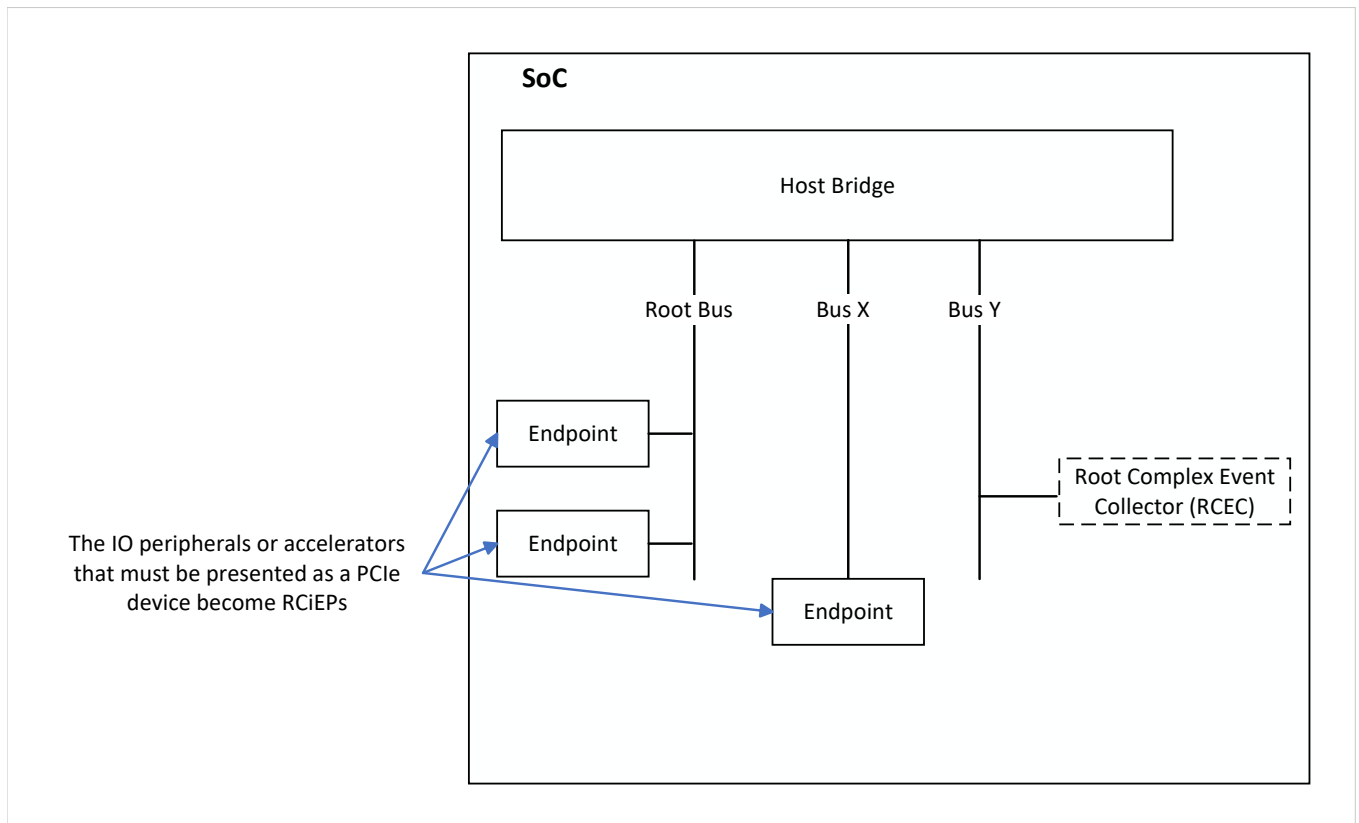 SoC
Host Bridge
Root Bus
Bus X
Bus Y
Endpoint
Root Complex Event
Collector (RCEC)
Endpoint
The IO peripherals or accelerators
that must be presented as a PCIe
device become RCiEPs
Endpoint